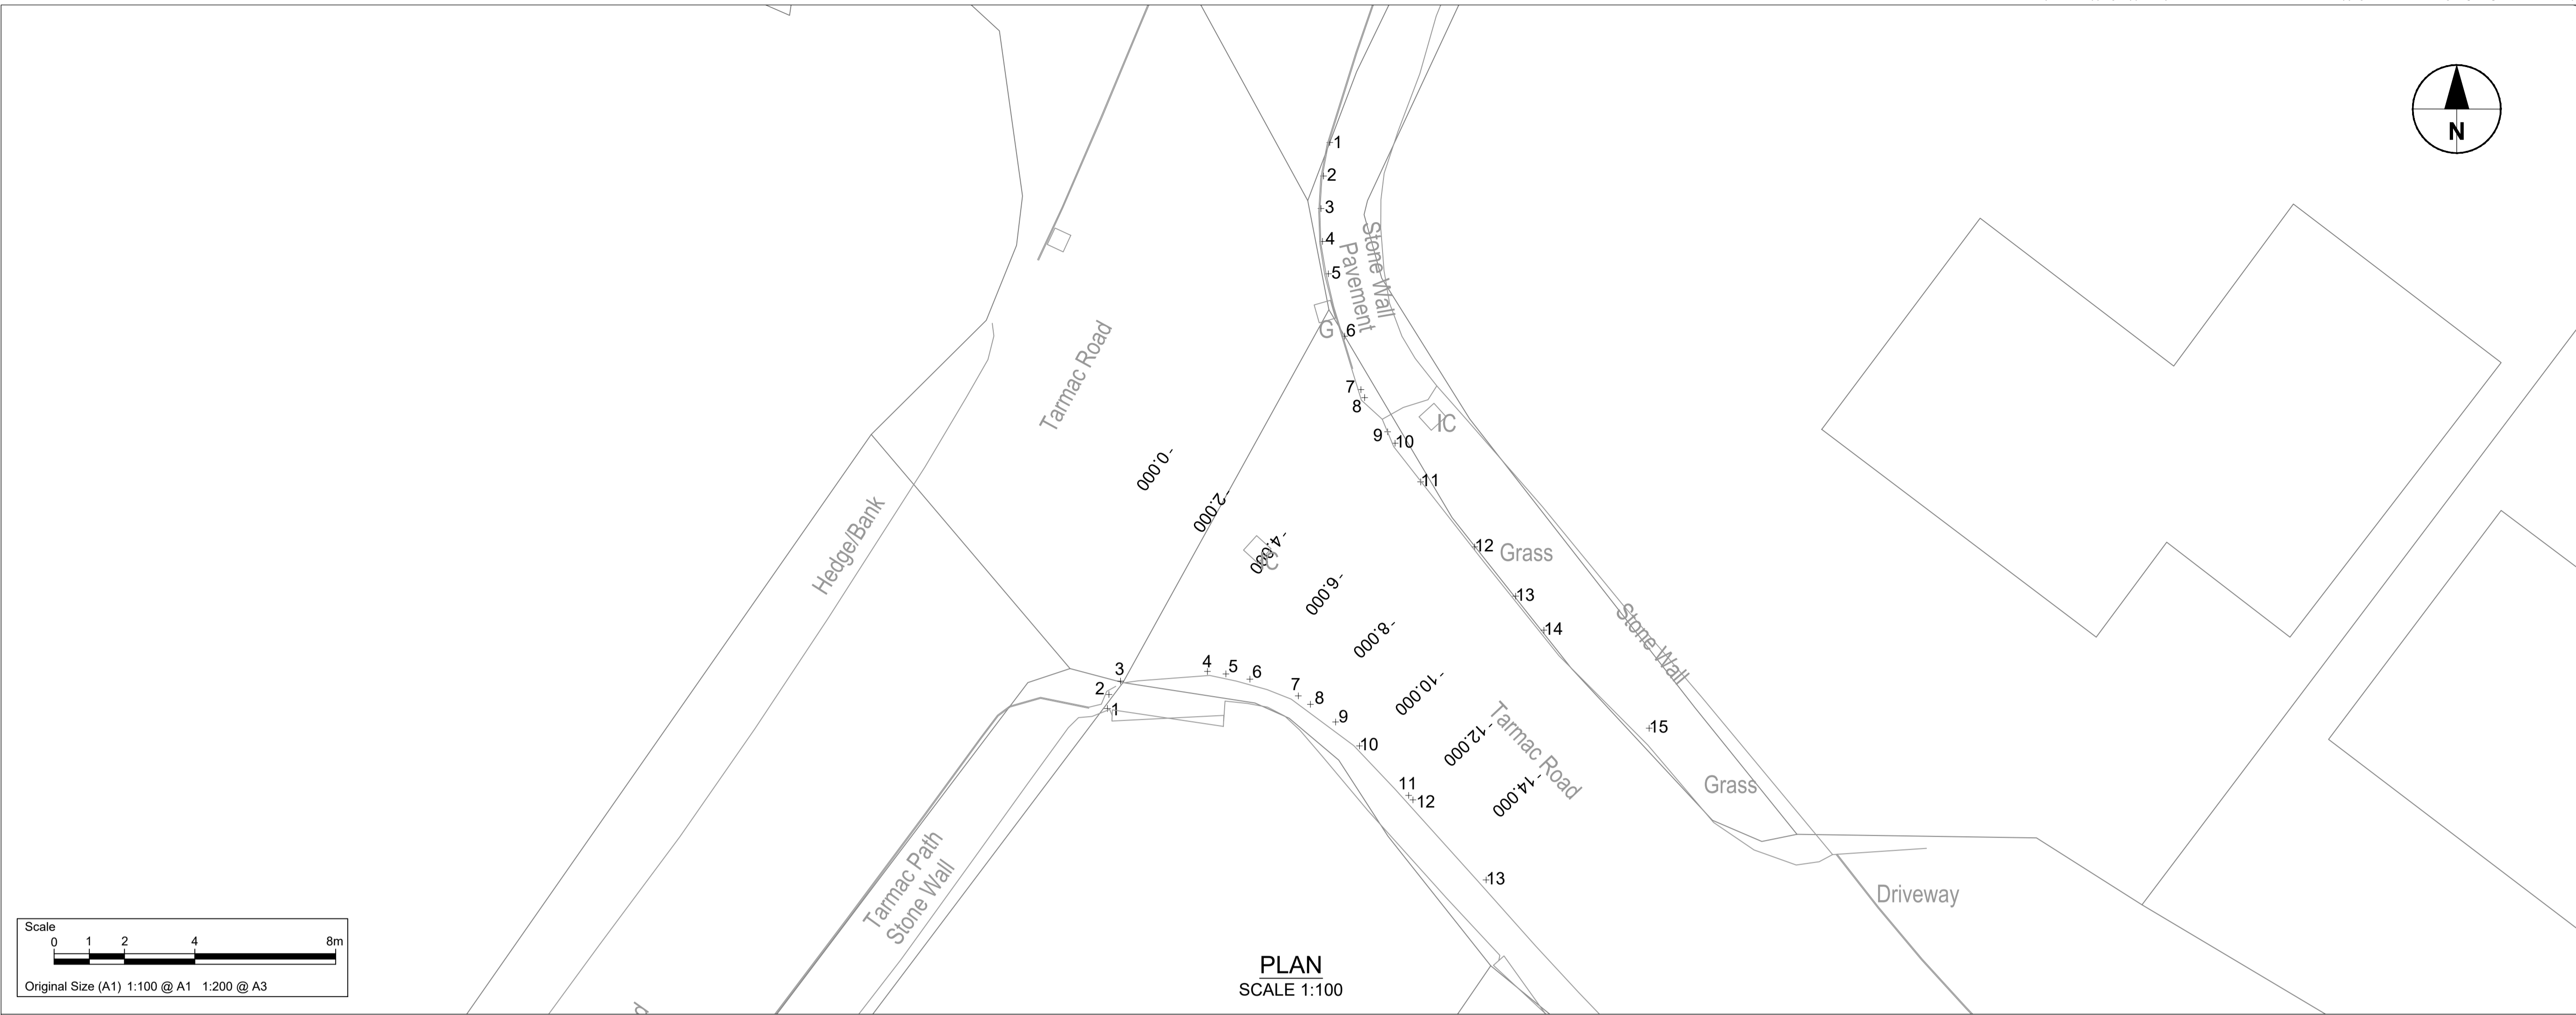 N
1
2
3
4
5
6
7
8
9
10
11
12
13
14
15
Stone Wall
Pavement
G
IC
Tarmac Road
Hedge/Bank
-0.000
-2.000
-4.000
IC
-6.000
-8.000
-10.000
-12.000
-14.000
Grass
Stone Wall
Tarmac Road
Grass
Driveway
1
2
3
4
5
6
7
8
9
10
11
12
13
Tarmac Path
Stone Wall
Scale
0 1 2 4 8m
Original Size (A1) 1:100 @ A1 1:200 @ A3
PLAN
SCALE 1:100